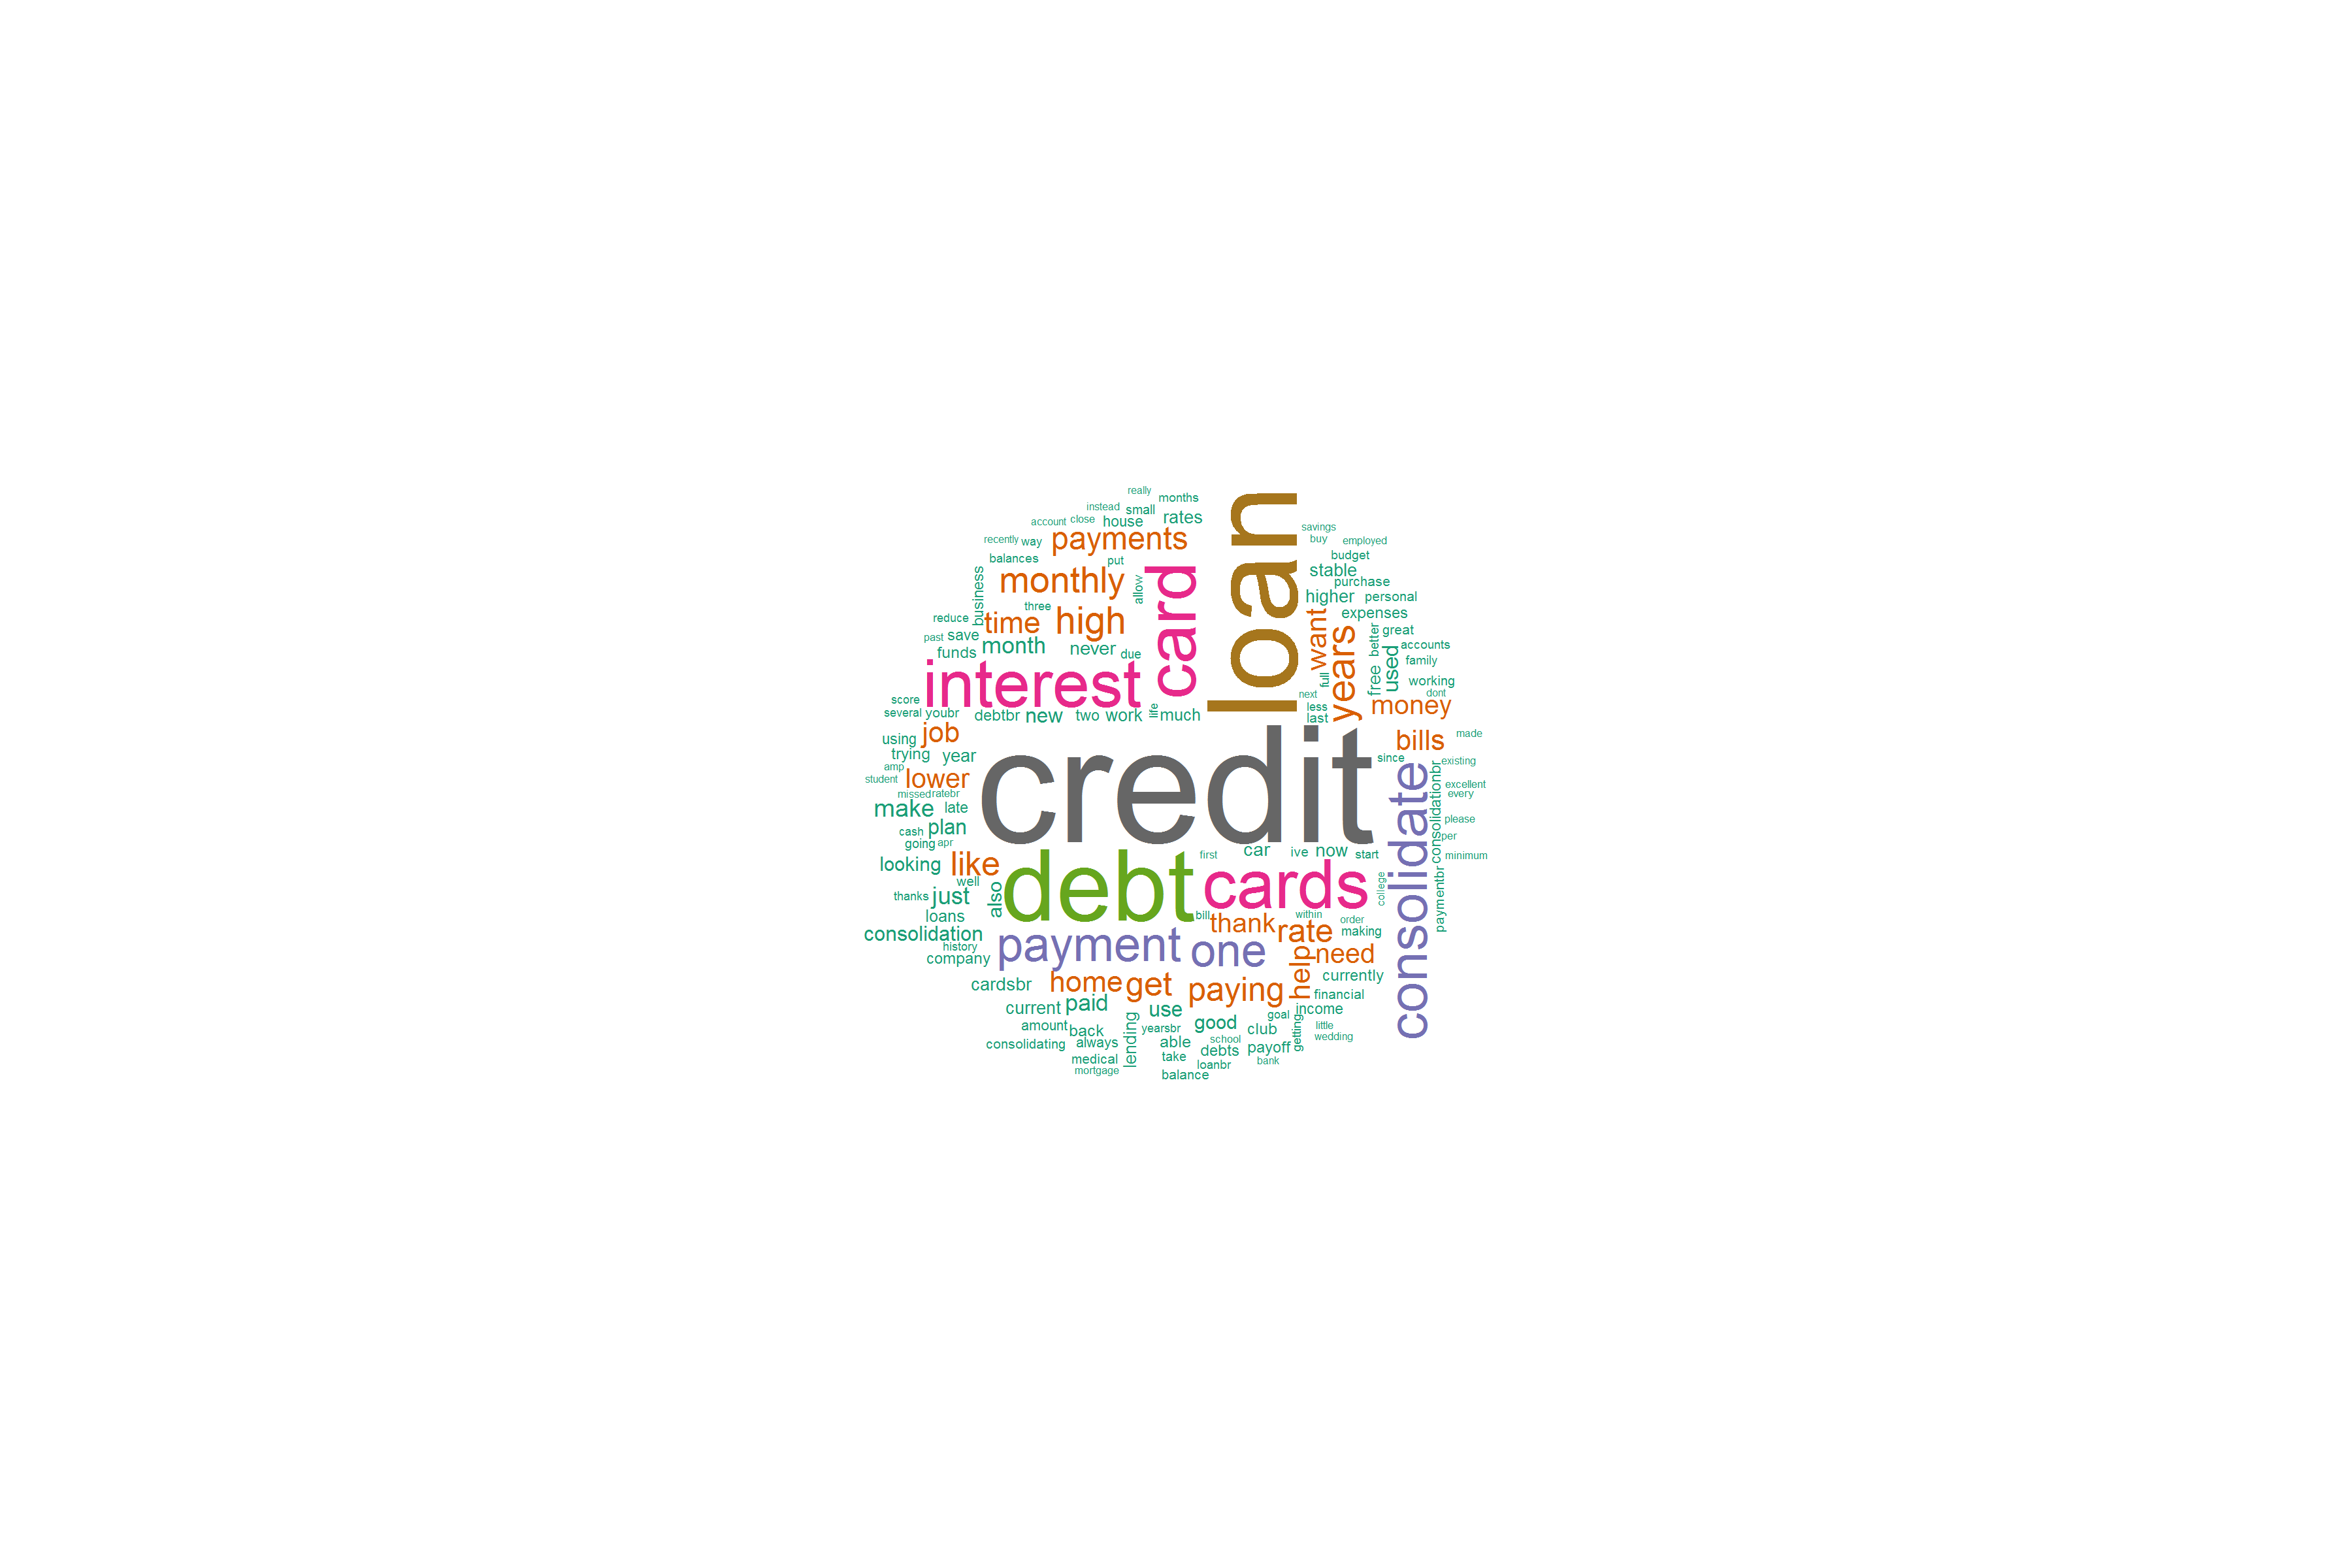 really
months
instead
small
account
close
house
rates
savings
buy
employed
recently
way
payments
balances
put
budget
stable
purchase
business
monthly
allow
card
loan
higher
personal
three
reduce
time
high
expenses
past
save
want
years
better
great
funds
month
never
due
used
accounts
family
interest
full
free
working
dont
score
next
money
several
youbr
debtbr
new
two
work
life
much
less
last
using
job
bills
made
trying
year
credit
since
existing
amp
student
lower
consolidate
consolidationbr
excellent
every
missed
ratebr
make
late
please
cash
plan
per
going
apr
looking
like
first
car
ive
now
start
minimum
well
debt
cards
college
paymentbr
thanks
just
also
loans
bill
thank
within
order
consolidation
rate
making
history
payment
one
company
help
need
cardsbr
home
get
paying
currently
current
paid
financial
use
goal
income
amount
back
lending
yearsbr
good
club
getting
little
consolidating
always
able
school
wedding
medical
take
debts
payoff
mortgage
loanbr
bank
balance